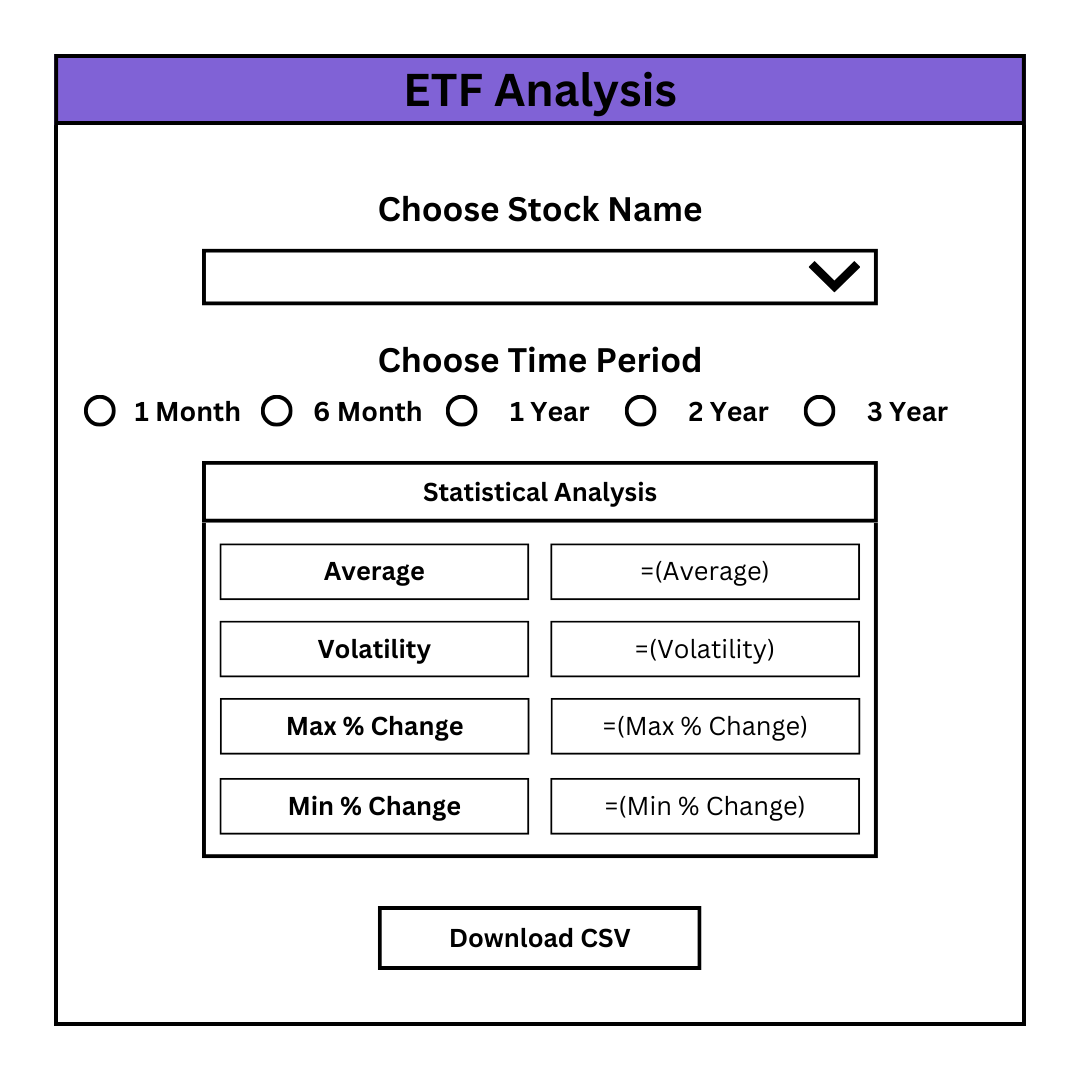 ETF Analysis
Choose Stock Name
Choose Time Period
1 Month 6 Month 1 Year 2 Year 3 Year
Statistical Analysis
Average =(Average)
Volatility =(Volatility)
Max % Change =(Max % Change)
Min % Change =(Min % Change)
Download CSV